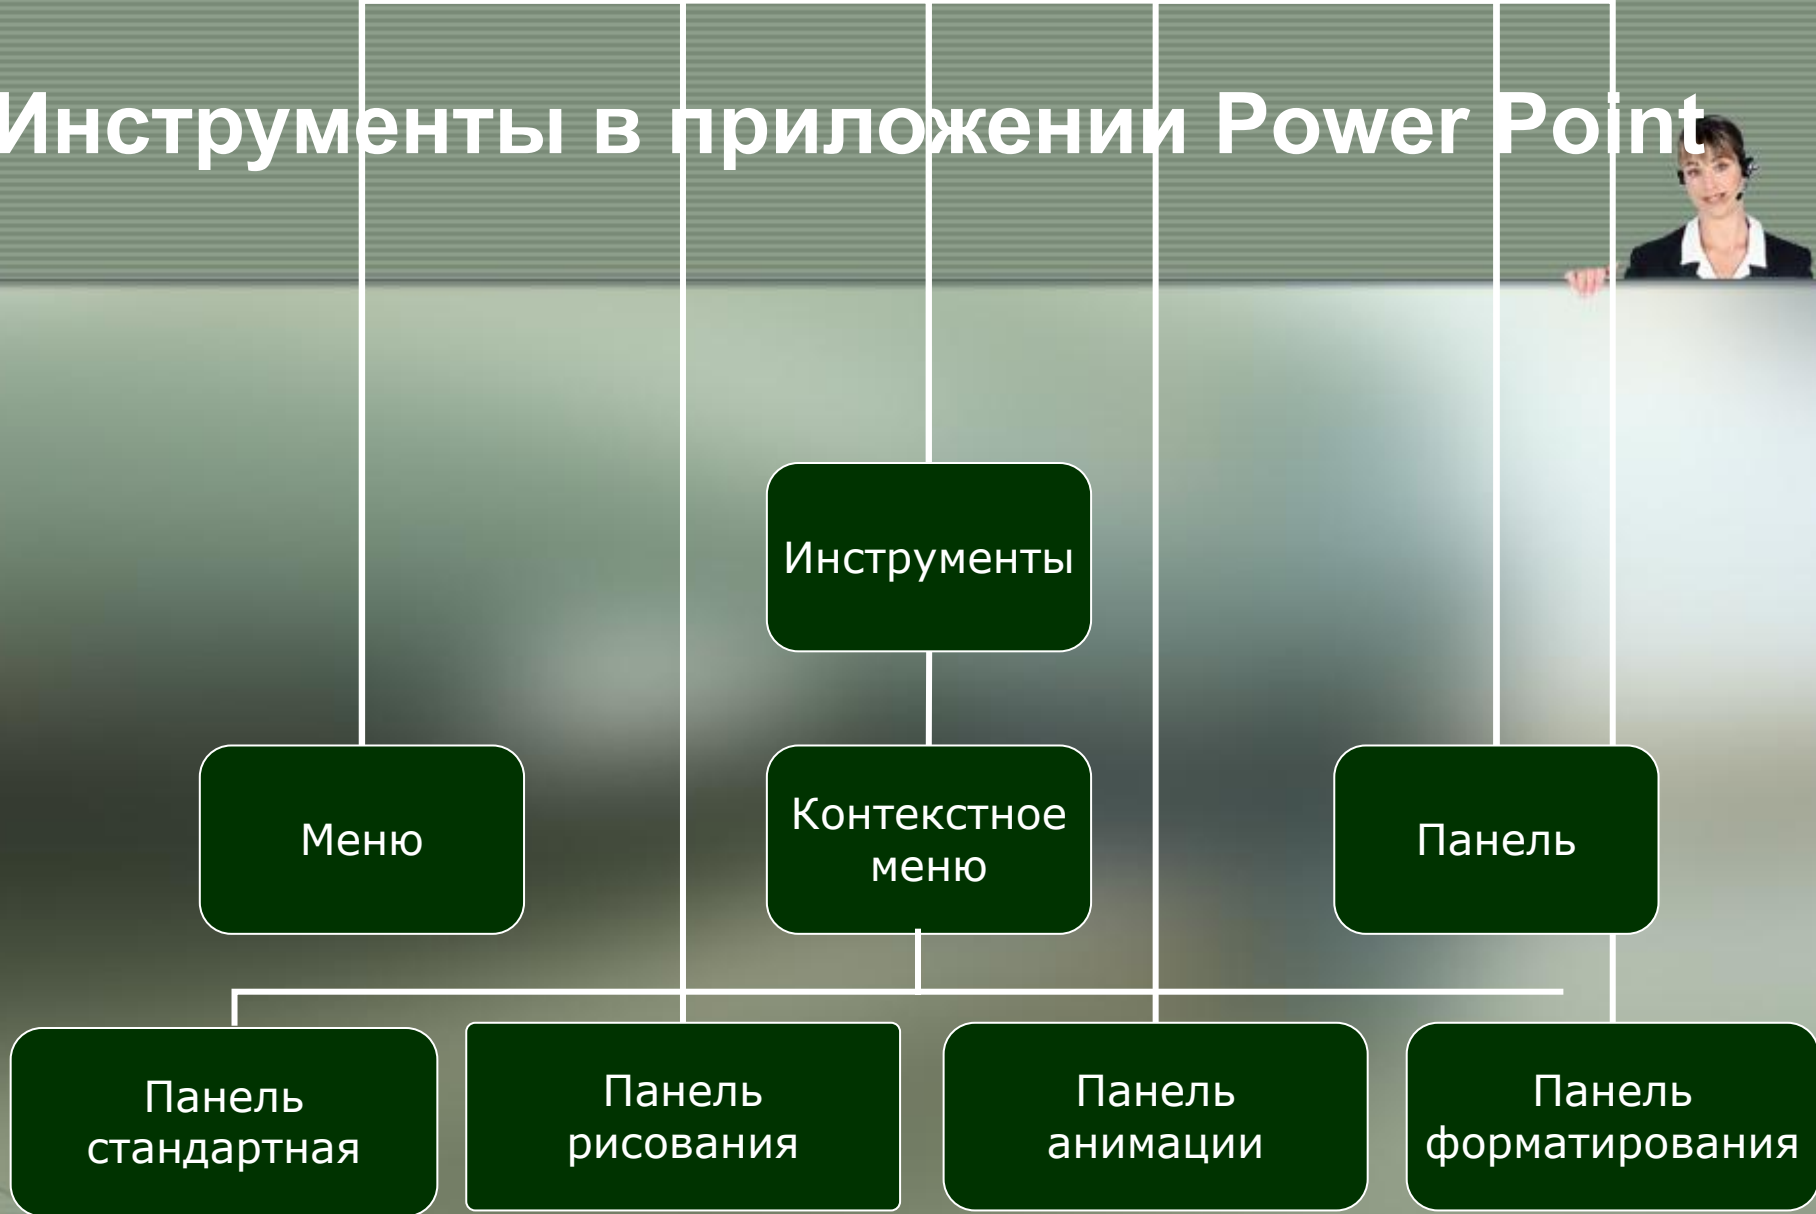 Инструменты в приложении Power Point
Инструменты
Меню
Контекстное
меню
Панель
Панель
стандартная
Панель
рисования
Панель
анимации
Панель
форматирования